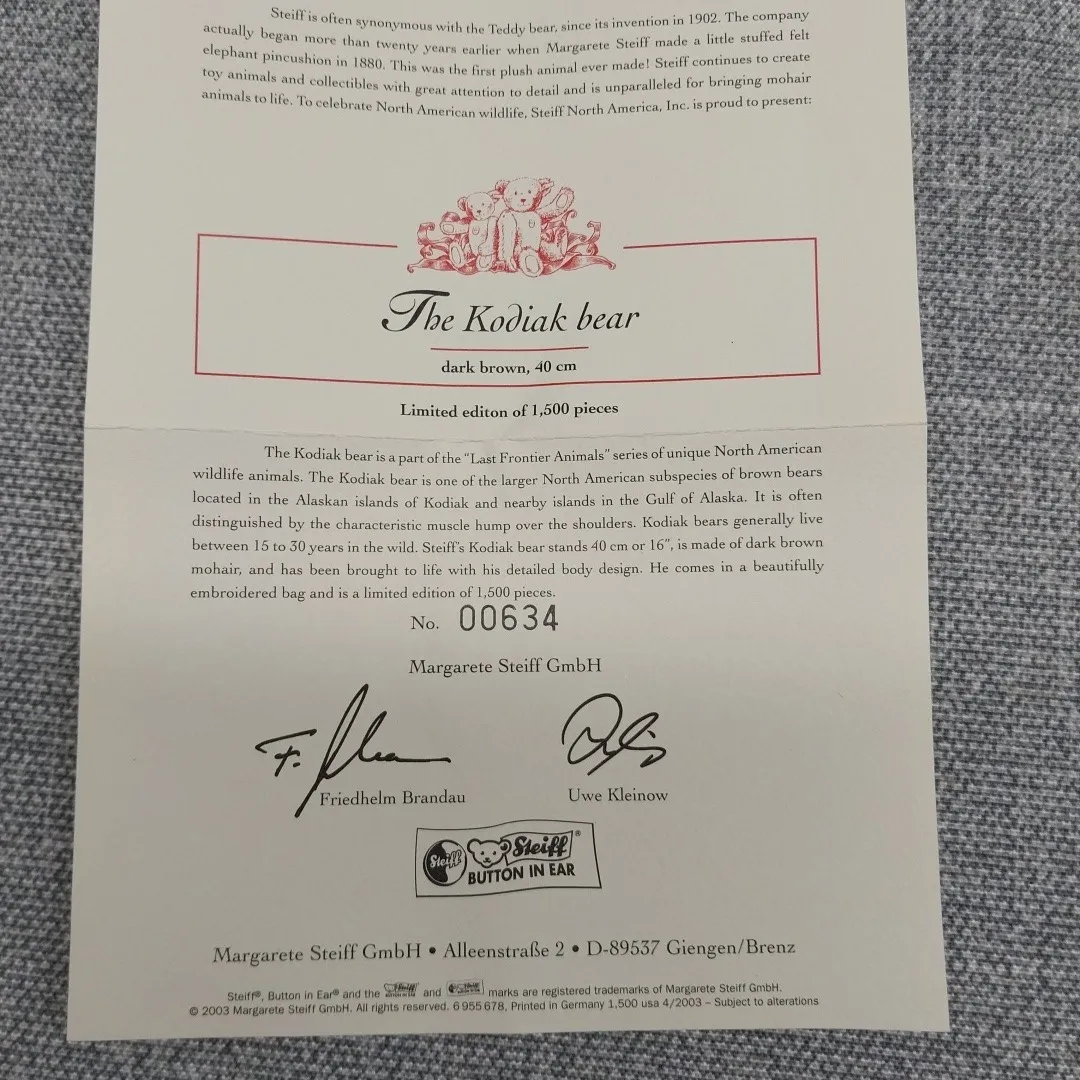 Steiff is often synonymous with the Teddy bear, since its invention in 1902. The company
actually began more than twenty years earlier when Margarete Steiff made a little stuffed felt
elephant pincushion in 1880. This was the first plush animal ever made! Steiff continues to create
toy animals and collectibles with great attention to detail and is unparalleled for bringing mohair
animals to life. To celebrate North American wildlife, Steiff North America, Inc. is proud to present:
The Kodiak bear
dark brown, 40 cm
Limited editon of 1,500 pieces
The Kodiak bear is a part of the “Last Frontier Animals” series of unique North American
wildlife animals. The Kodiak bear is one of the larger North American subspecies of brown bears
located in the Alaskan islands of Kodiak and nearby islands in the Gulf of Alaska. It is often
distinguished by the characteristic muscle hump over the shoulders. Kodiak bears generally live
between 15 to 30 years in the wild. Steiff’s Kodiak bear stands 40 cm or 16”, is made of dark brown
mohair, and has been brought to life with his detailed body design. He comes in a beautifully
embroidered bag and is a limited edition of 1,500 pieces.
No. 00634
Margarete Steiff GmbH
Friedhelm Brandau Uwe Kleinow
Steiff Steiff®
BUTTON IN EAR
Margarete Steiff GmbH • Alleenstraße 2 • D-89537 Giengen/Brenz
Steiff®, Button in Ear® and the and marks are registered trademarks of Margarete Steiff GmbH.
© 2003 Margarete Steiff GmbH. All rights reserved. 6 955 678, Printed in Germany 1,500 usa 4/2003 – Subject to alterations